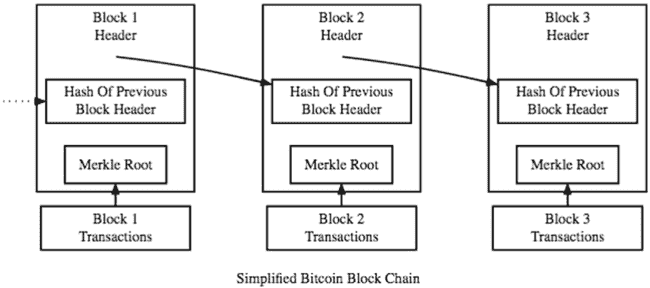 Block 1
Header
Block 2
Header
Block 3
Header
Hash Of Previous
Block Header
Hash Of Previous
Block Header
Hash Of Previous
Block Header
Merkle Root
Merkle Root
Merkle Root
Block 1
Transactions
Block 2
Transactions
Block 3
Transactions
Simplified Bitcoin Block Chain